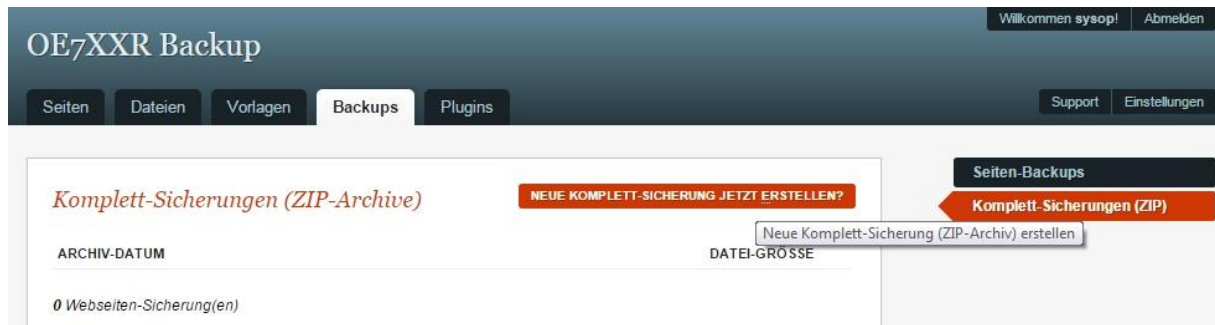 Willkommen sysop! Abmelden
OE7XXR Backup
Seiten Dateien Vorlagen Backups Plugins
Support Einstellungen
Seiten-Backups
Komplett-Sicherungen (ZIP)
Komplett-Sicherungen (ZIP-Archive)
NEUE KOMPLETT-SICHERUNG JETZT ERSTELLEN?
Neue Komplett-Sicherung (ZIP-Archiv) erstellen
ARCHIV-DATUM DATEI-GRÖSSE
0 Webseiten-Sicherung(en)